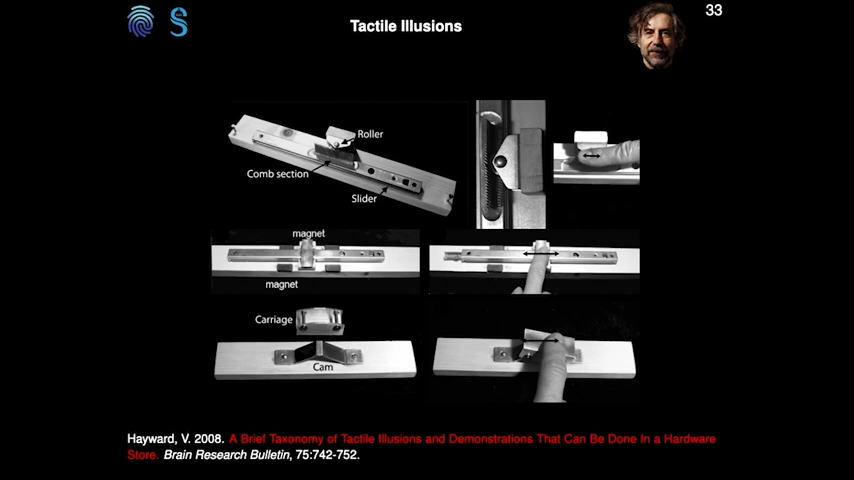 33
Tactile Illusions
Roller
Comb section
Slider
magnet
magnet
Carriage
Cam
Hayward, V. 2008. A Brief Taxonomy of Tactile Illusions and Demonstrations That Can Be Done In a Hardware
Store. Brain Research Bulletin, 75:742-752.